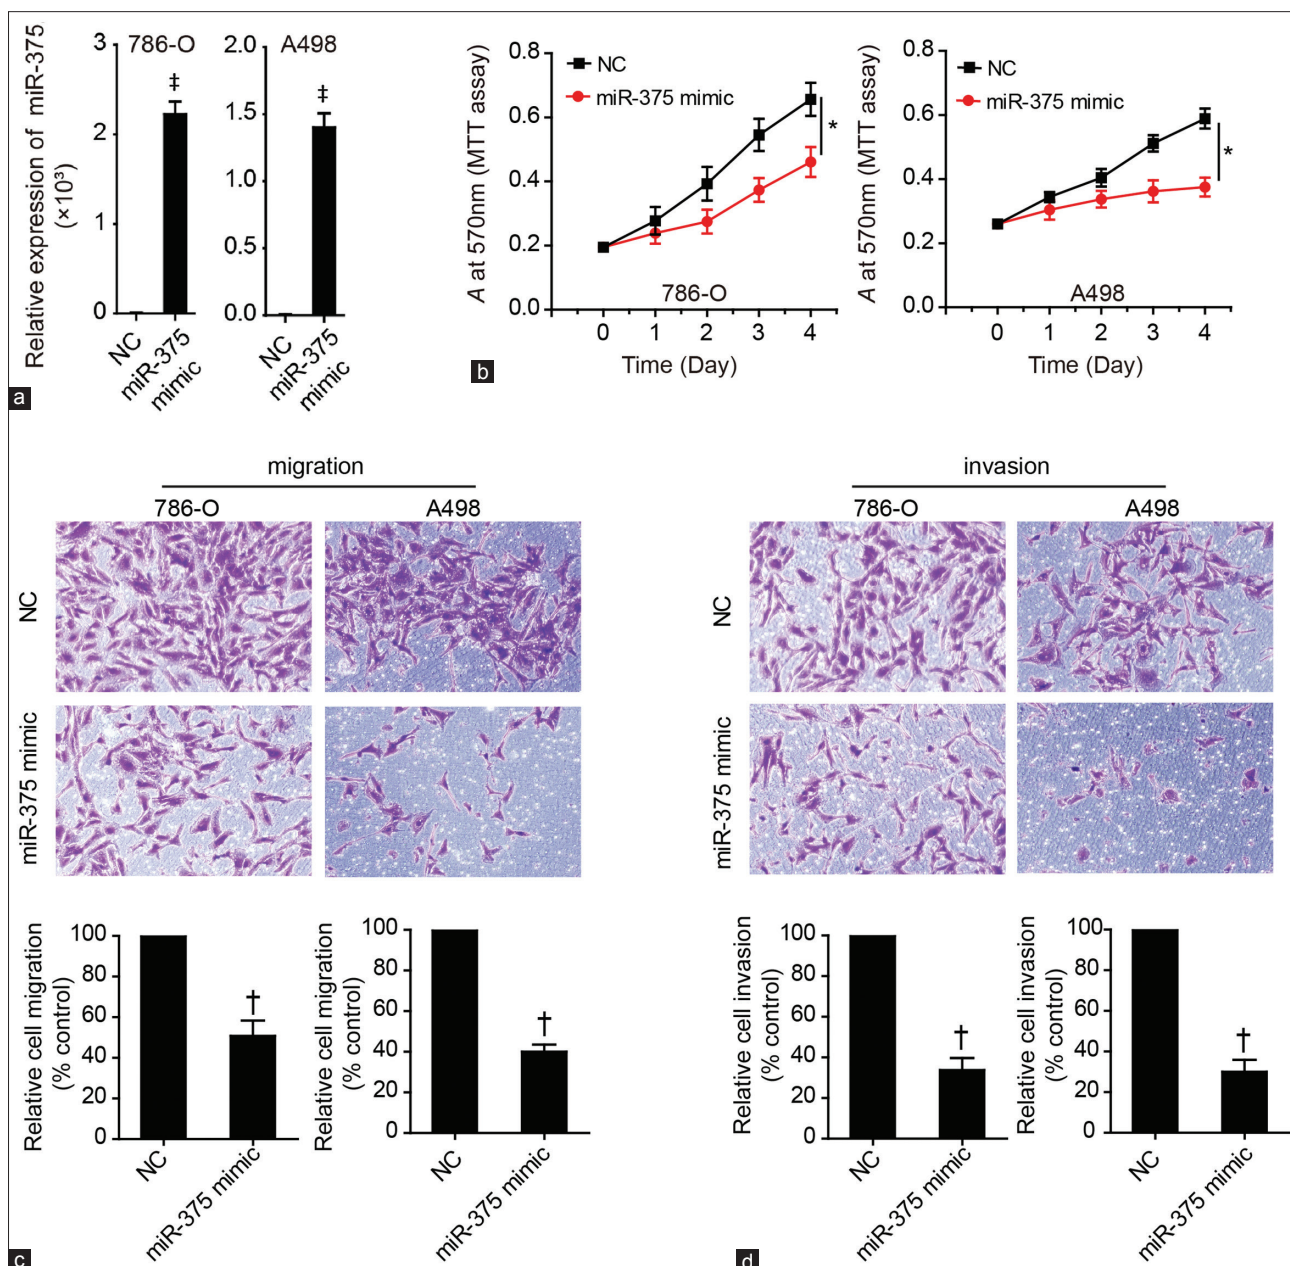 Relative expression of miR-375
(×10³)
786-O
3
2
1
0
‡
NC
miR-375
mimic
A498
2.0
1.5
1.0
0.5
0.0
‡
NC
miR-375
mimic
a
A at 570nm (MTT assay)
0.8
0.6
0.4
0.2
0.0
NC
miR-375 mimic
*
786-O
0 1 2 3 4
Time (Day)
A at 570nm (MTT assay)
0.8
0.6
0.4
0.2
0.0
NC
miR-375 mimic
*
A498
0 1 2 3 4
Time (Day)
b
migration
786-O A498
NC
miR-375 mimic
Relative cell migration
(% control)
100
80
60
40
20
0
†
NC
miR-375 mimic
Relative cell migration
(% control)
100
80
60
40
20
0
†
NC
miR-375 mimic
c
invasion
786-O A498
NC
miR-375 mimic
Relative cell invasion
(% control)
100
80
60
40
20
0
†
NC
miR-375 mimic
Relative cell invasion
(% control)
100
80
60
40
20
0
†
NC
miR-375 mimic
d